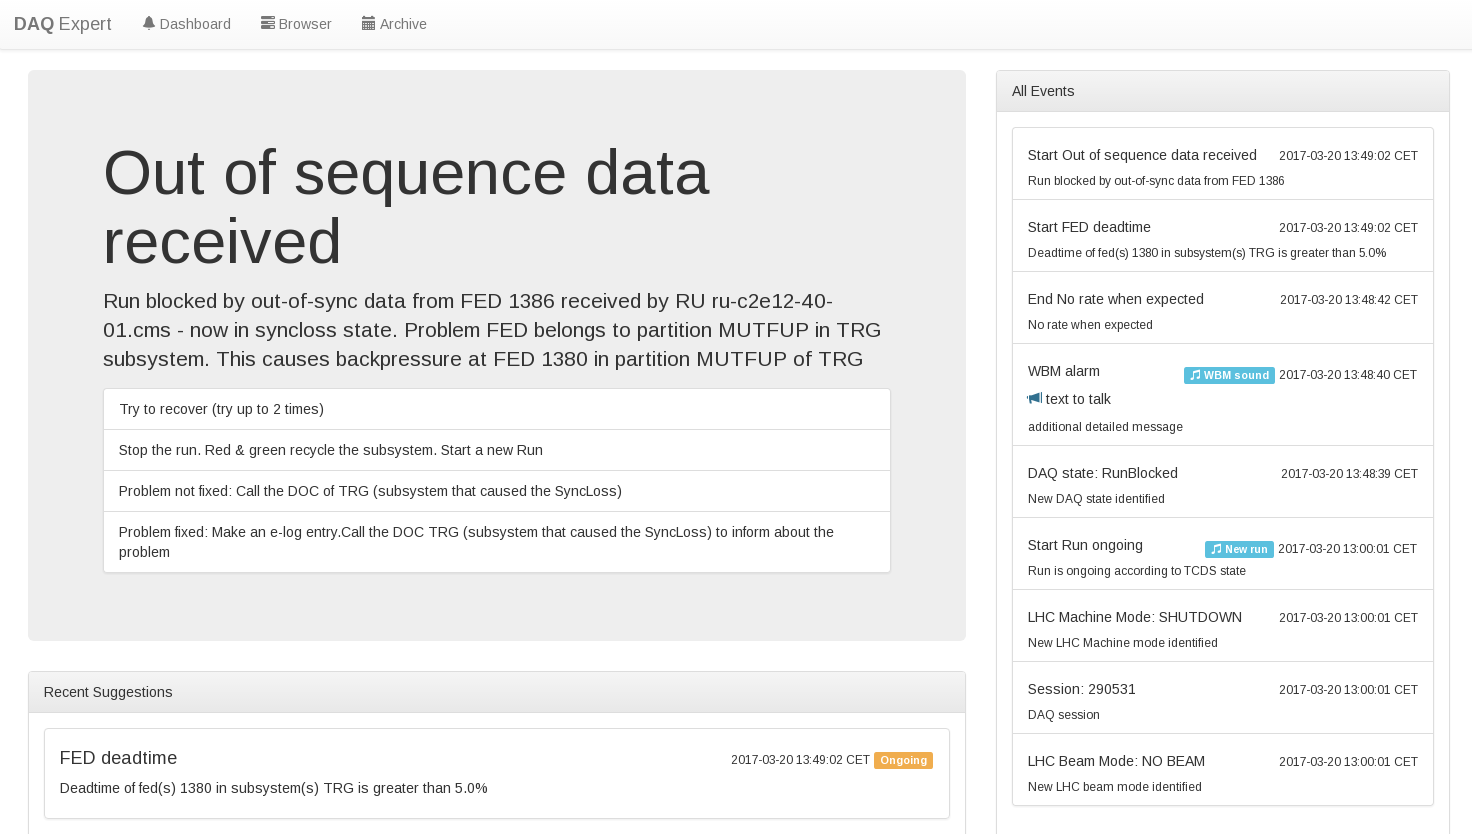 DAQ Expert Dashboard Browser Archive
Out of sequence data
received
Run blocked by out-of-sync data from FED 1386 received by RU ru-c2e12-40-
01.cms - now in syncloss state. Problem FED belongs to partition MUTFUP in TRG
subsystem. This causes backpressure at FED 1380 in partition MUTFUP of TRG
Try to recover (try up to 2 times)
Stop the run. Red & green recycle the subsystem. Start a new Run
Problem not fixed: Call the DOC of TRG (subsystem that caused the SyncLoss)
Problem fixed: Make an e-log entry.Call the DOC TRG (subsystem that caused the SyncLoss) to inform about the
problem
Recent Suggestions
FED deadtime 2017-03-20 13:49:02 CET Ongoing
Deadtime of fed(s) 1380 in subsystem(s) TRG is greater than 5.0%
All Events
Start Out of sequence data received 2017-03-20 13:49:02 CET
Run blocked by out-of-sync data from FED 1386
Start FED deadtime 2017-03-20 13:49:02 CET
Deadtime of fed(s) 1380 in subsystem(s) TRG is greater than 5.0%
End No rate when expected 2017-03-20 13:48:42 CET
No rate when expected
WBM alarm WBM sound 2017-03-20 13:48:40 CET
text to talk
additional detailed message
DAQ state: RunBlocked 2017-03-20 13:48:39 CET
New DAQ state identified
Start Run ongoing New run 2017-03-20 13:00:01 CET
Run is ongoing according to TCDS state
LHC Machine Mode: SHUTDOWN 2017-03-20 13:00:01 CET
New LHC Machine mode identified
Session: 290531 2017-03-20 13:00:01 CET
DAQ session
LHC Beam Mode: NO BEAM 2017-03-20 13:00:01 CET
New LHC beam mode identified